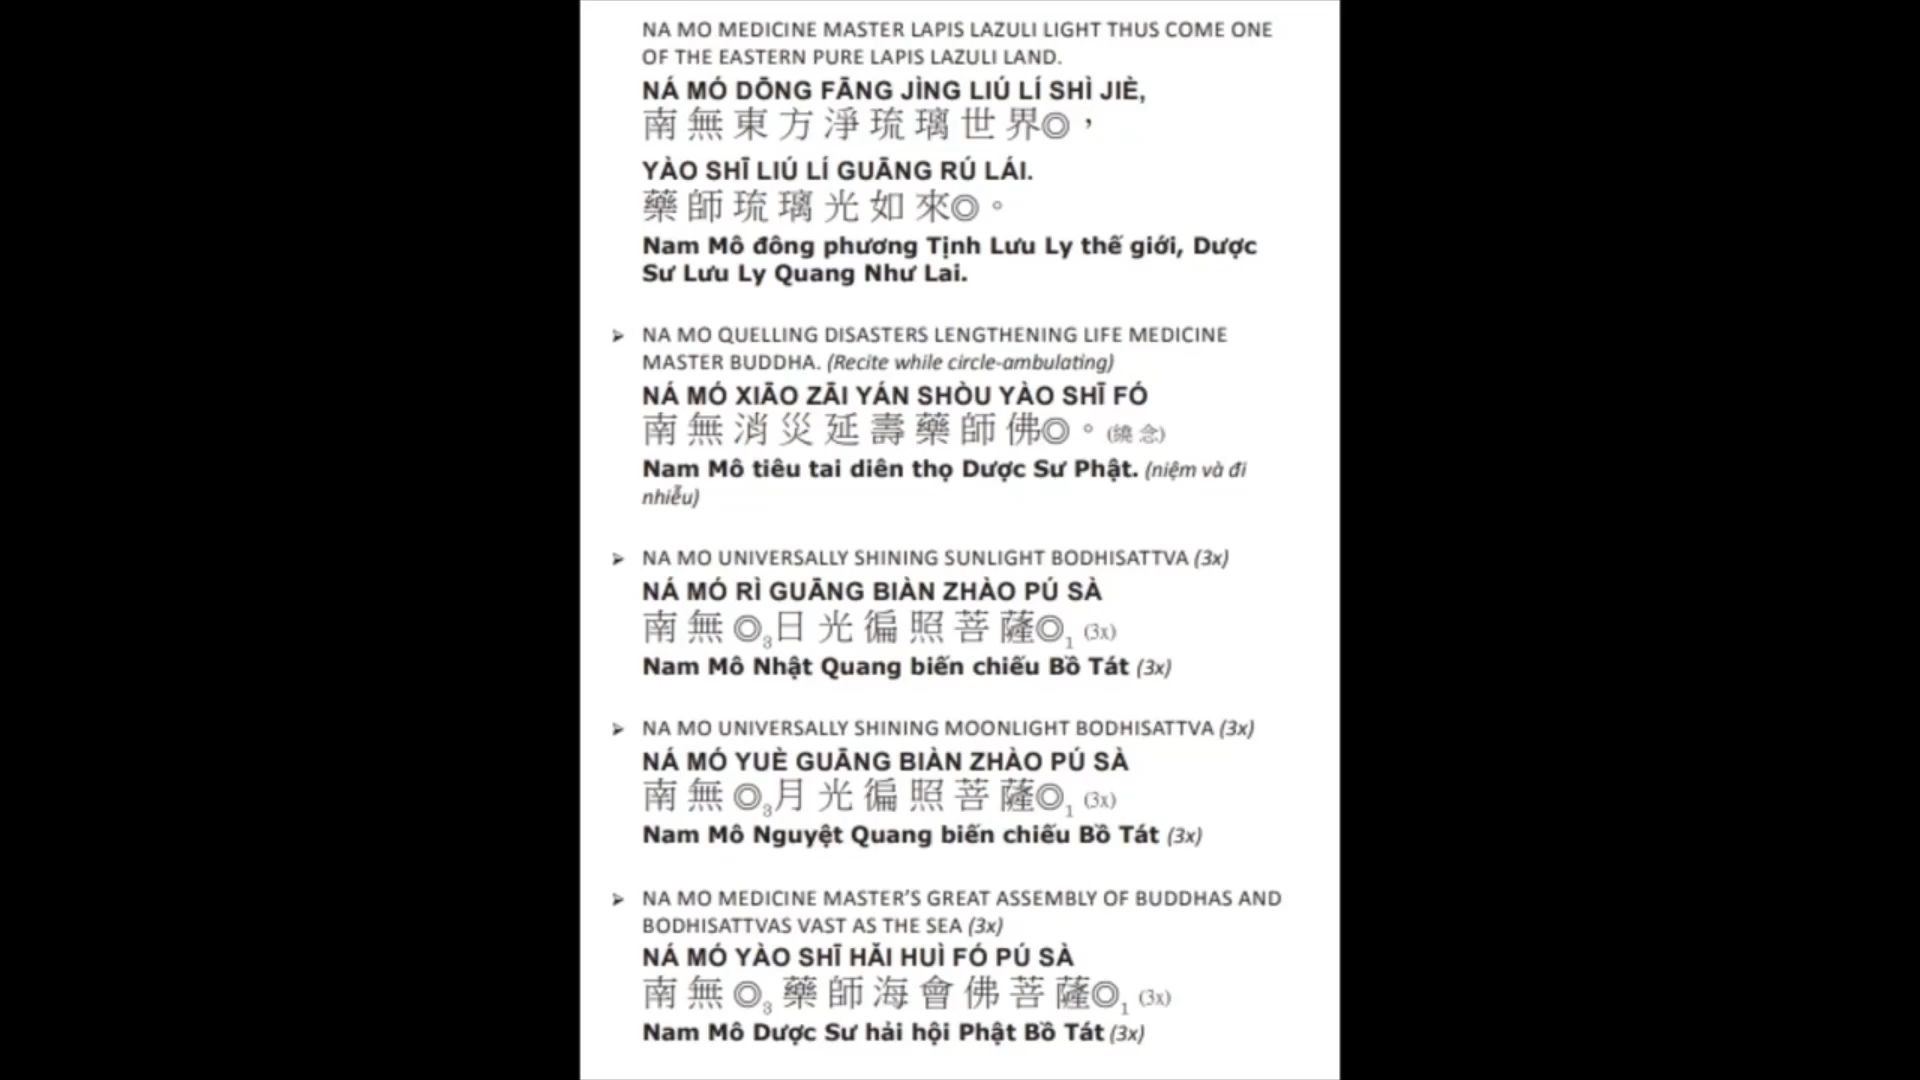 NA MO MEDICINE MASTER LAPIS LAZULI LIGHT THUS COME ONE
OF THE EASTERN PURE LAPIS LAZULI LAND.
NÁ MÓ DŌNG FĀNG JÌNG LIÚ LÍ SHÌ JIÈ,
南無東方淨琉璃世界◎，
YÀO SHĪ LIÚ LÍ GUĀNG RÚ LÁI.
藥師琉璃光如來◎。
Nam Mô đông phương Tịnh Lưu Ly thế giới, Dược
Sư Lưu Ly Quang Như Lai.
➢ NA MO QUELLING DISASTERS LENGTHENING LIFE MEDICINE
MASTER BUDDHA. (Recite while circle-ambulating)
NÁ MÓ XIĀO ZĀI YÁN SHÒU YÀO SHĪ FÓ
南無消災延壽藥師佛◎。(繞念)
Nam Mô tiêu tai diên thọ Dược Sư Phật. (niệm và đi
nhiễu)
➢ NA MO UNIVERSALLY SHINING SUNLIGHT BODHISATTVA (3x)
NÁ MÓ RÌ GUĀNG BIÀN ZHÀO PÚ SÀ
南無◎3日光徧照菩薩◎1 (3x)
Nam Mô Nhật Quang biến chiếu Bồ Tát (3x)
➢ NA MO UNIVERSALLY SHINING MOONLIGHT BODHISATTVA (3x)
NÁ MÓ YUÈ GUĀNG BIÀN ZHÀO PÚ SÀ
南無◎3月光徧照菩薩◎1 (3x)
Nam Mô Nguyệt Quang biến chiếu Bồ Tát (3x)
➢ NA MO MEDICINE MASTER’S GREAT ASSEMBLY OF BUDDHAS AND
BODHISATTVAS VAST AS THE SEA (3x)
NÁ MÓ YÀO SHĪ HǍI HUÌ FÓ PÚ SÀ
南無◎3藥師海會佛菩薩◎1 (3x)
Nam Mô Dược Sư hải hội Phật Bồ Tát (3x)